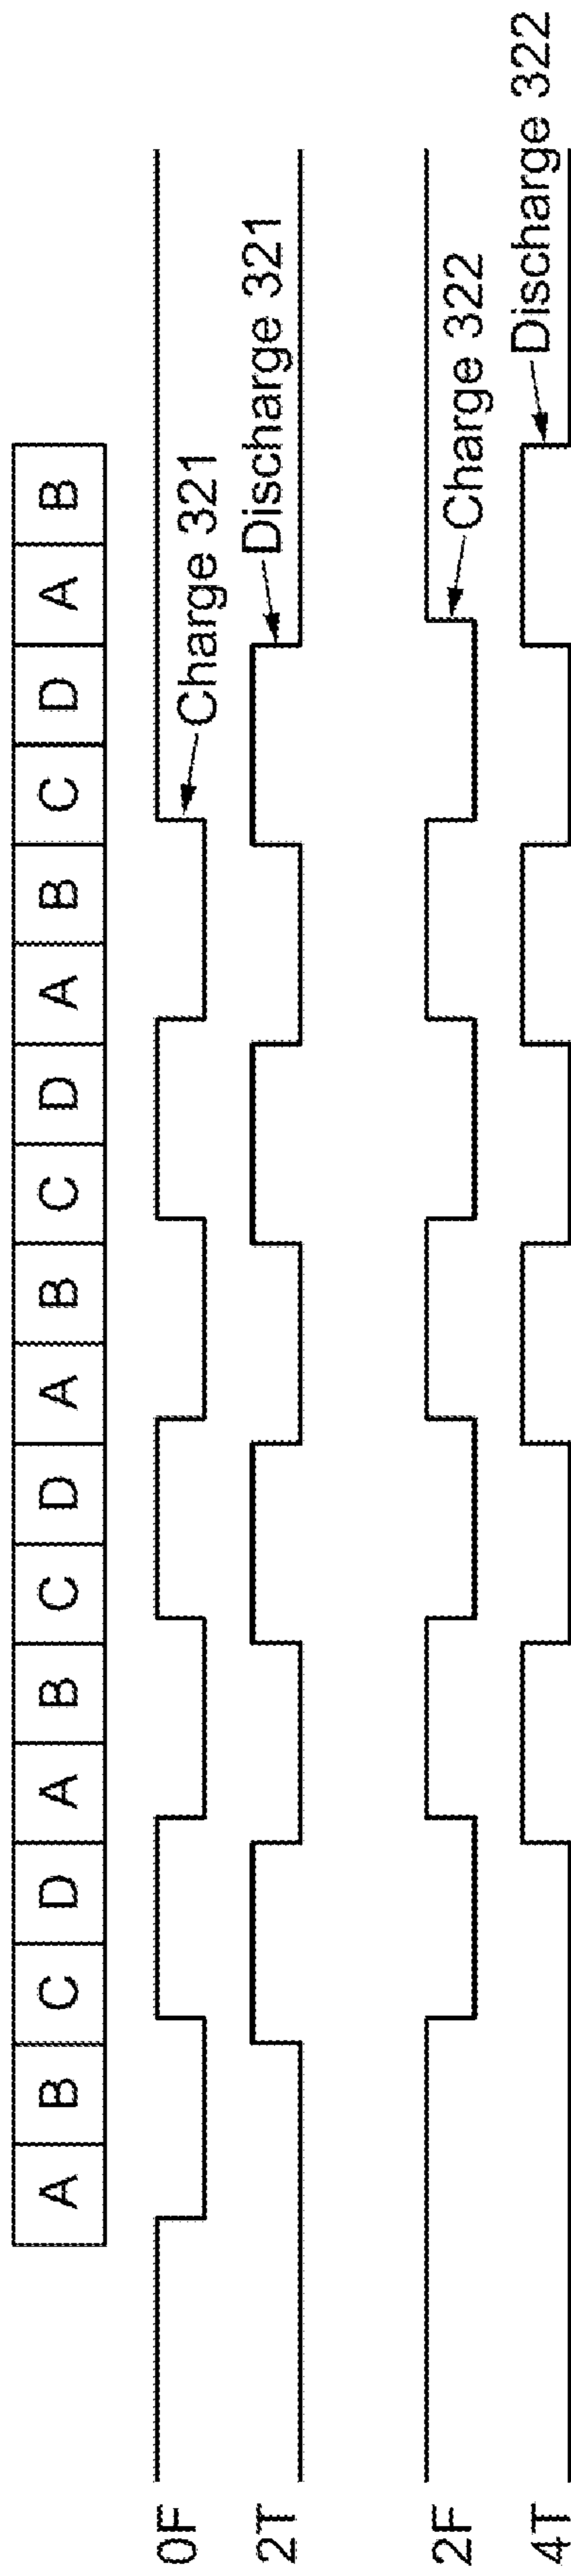 A B C D A B C D A B C D A B C D A B
0F Charge 321
2T Discharge 321
2F Charge 322
4T Discharge 322